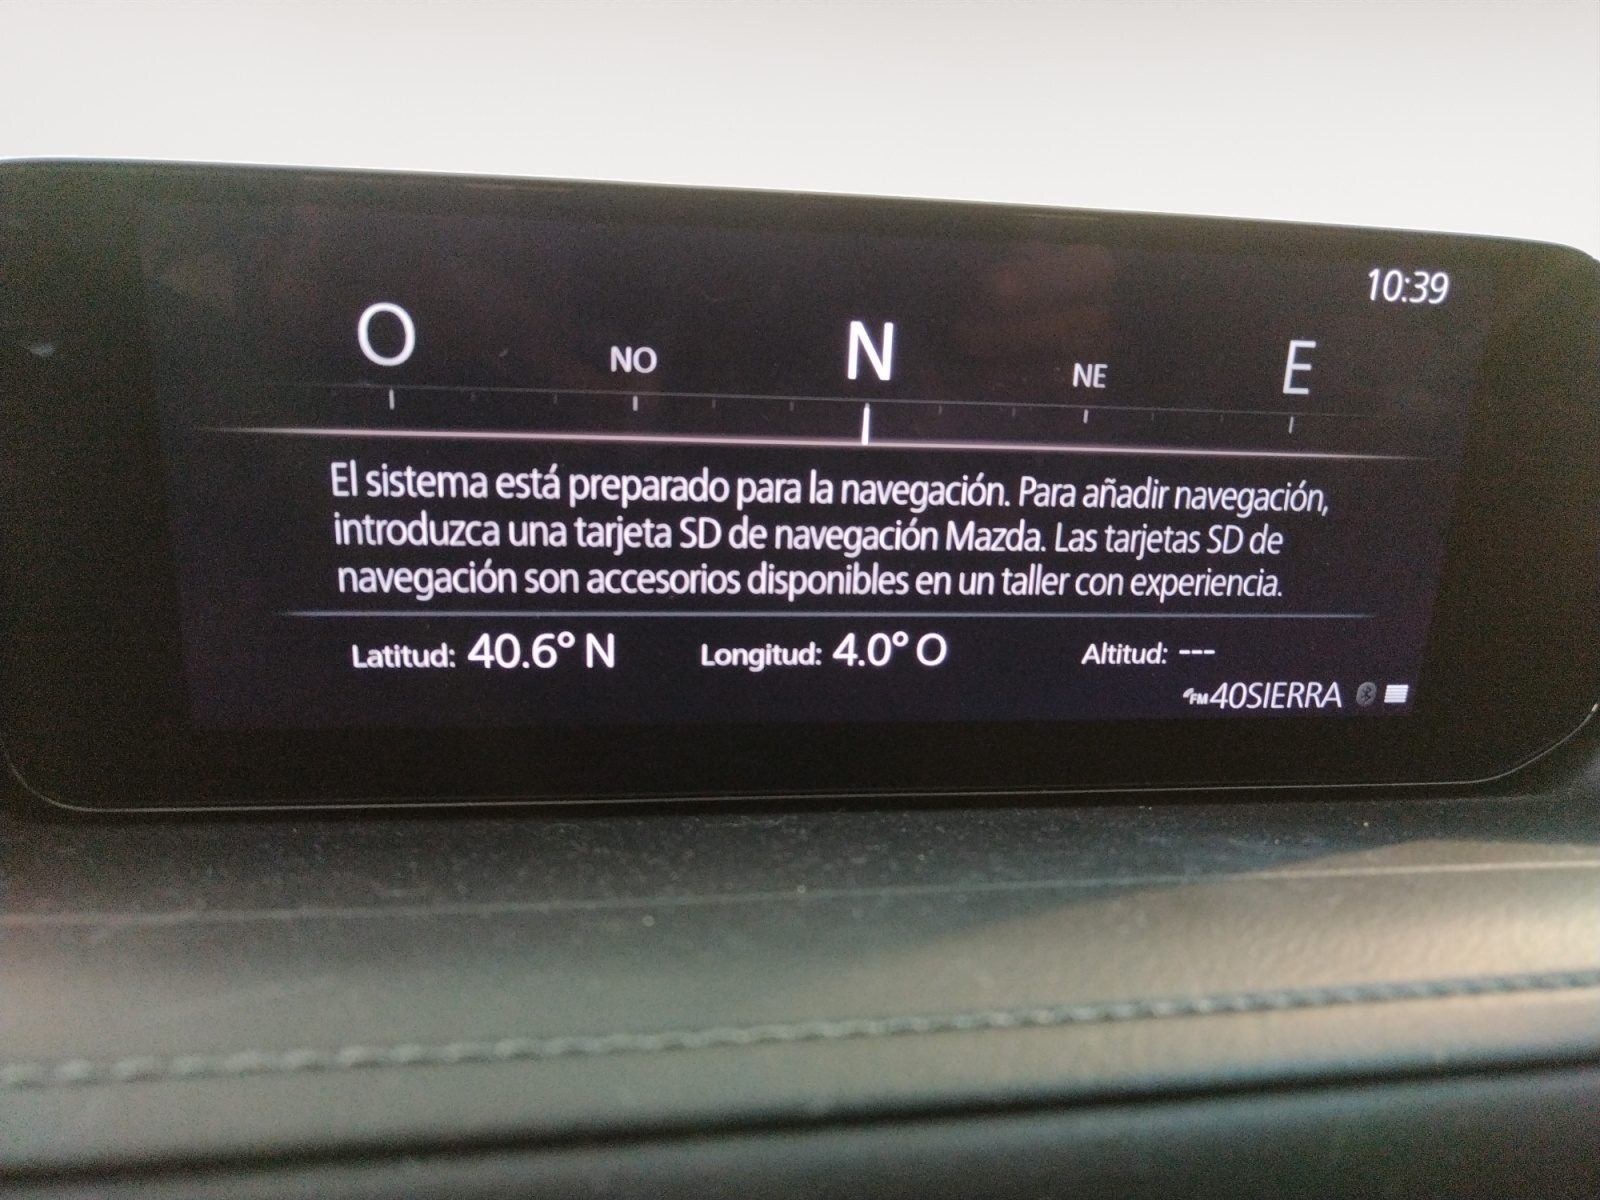 10:39
O NO N NE E
El sistema está preparado para la navegación. Para añadir navegación,
introduzca una tarjeta SD de navegación Mazda. Las tarjetas SD de
navegación son accesorios disponibles en un taller con experiencia.
Latitud: 40.6° N Longitud: 4.0° O Altitud: ---
FM 40SIERRA